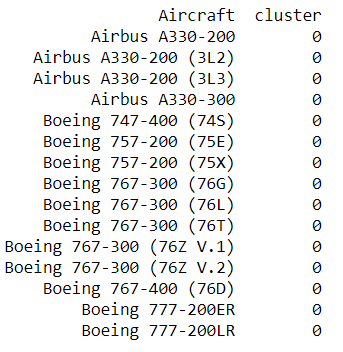 Aircraft cluster
Airbus A330-200 0
Airbus A330-200 (3L2) 0
Airbus A330-200 (3L3) 0
Airbus A330-300 0
Boeing 747-400 (74S) 0
Boeing 757-200 (75E) 0
Boeing 757-200 (75X) 0
Boeing 767-300 (76G) 0
Boeing 767-300 (76L) 0
Boeing 767-300 (76T) 0
Boeing 767-300 (76Z V.1) 0
Boeing 767-300 (76Z V.2) 0
Boeing 767-400 (76D) 0
Boeing 777-200ER 0
Boeing 777-200LR 0